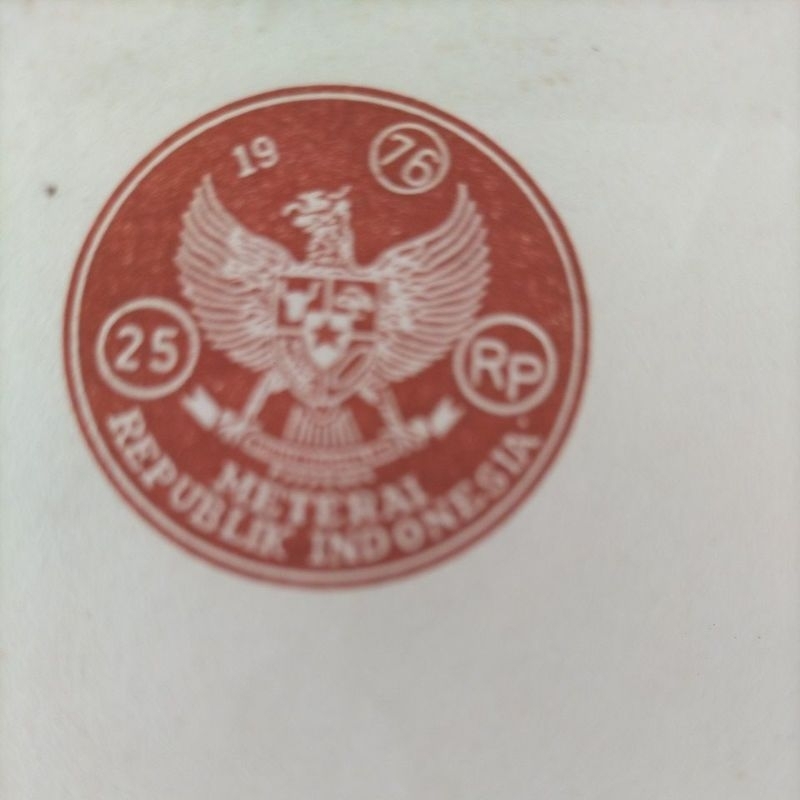 19 76
25 RP
METERAI
REPUBLIK INDONESIA